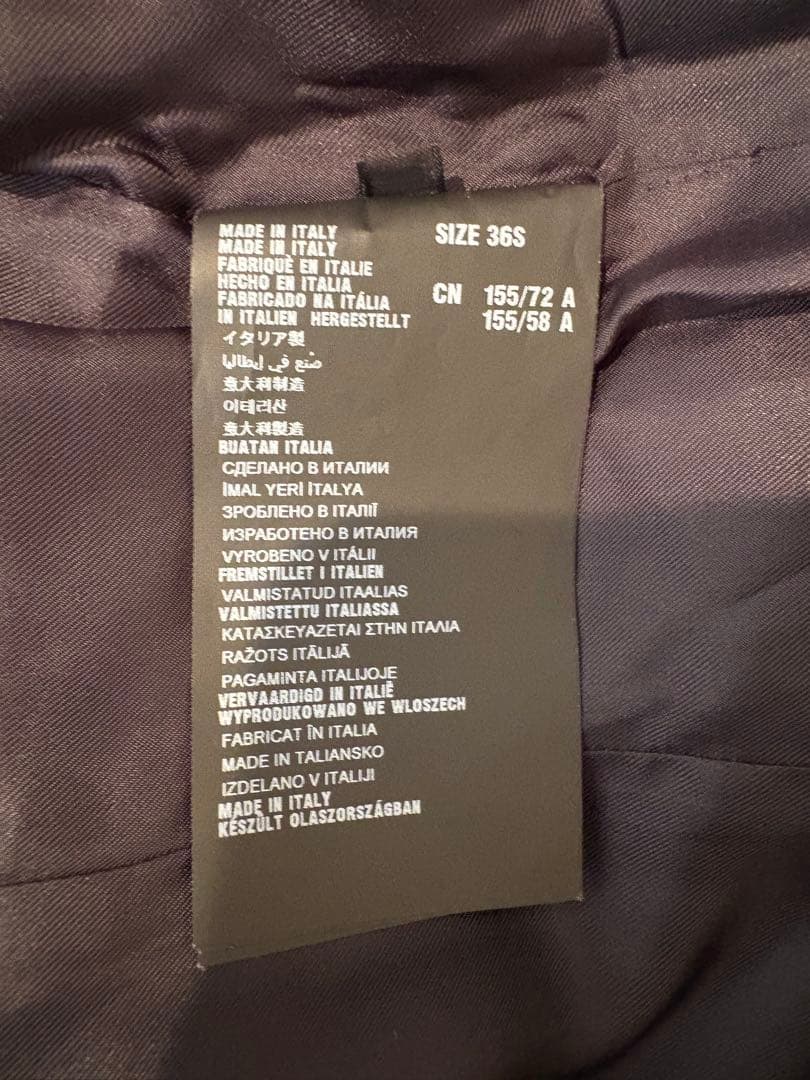 MADE IN ITALY
MADE IN ITALY
FABRIQUÈ EN ITALIE
HECHO EN ITALIA
FABRICADO NA ITÁLIA
IN ITALIEN HERGESTELLT
イタリア製
صُنع في إيطاليا
意大利制造
이테리산
意大利製造
BUATAN ITALIA
СДЕЛАНО В ИТАЛИИ
İMAL YERİ İTALYA
ЗРОБЛЕНО В ІТАЛІЇ
ИЗРАБОТЕНО В ИТАЛИЯ
VYROBENO V ITÁLII
FREMSTILLET I ITALIEN
VALMISTATUD ITAALIAS
VALMISTETTU ITALIASSA
ΚΑΤΑΣΚΕΥΑΖΕΤΑΙ ΣΤΗΝ ΙΤΑΛΙΑ
RAŽOTS ITĀLIJĀ
PAGAMINTA ITALIJOJE
VERVAARDIGD IN ITALIË
WYPRODUKOWANO WE WLOSZECH
FABRICAT ÎN ITALIA
MADE IN TALIANSKO
IZDELANO V ITALIJI
MADE IN ITALY
KÉSZÜLT OLASZORSZÁGBAN
SIZE 36S
CN 155/72 A
155/58 A